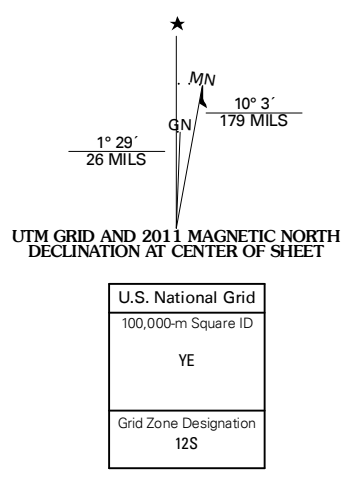 ★
MN
GN
10° 3´
179 MILS
1° 29´
26 MILS
UTM GRID AND 2011 MAGNETIC NORTH
DECLINATION AT CENTER OF SHEET
U.S. National Grid
100,000-m Square ID
YE
Grid Zone Designation
12S